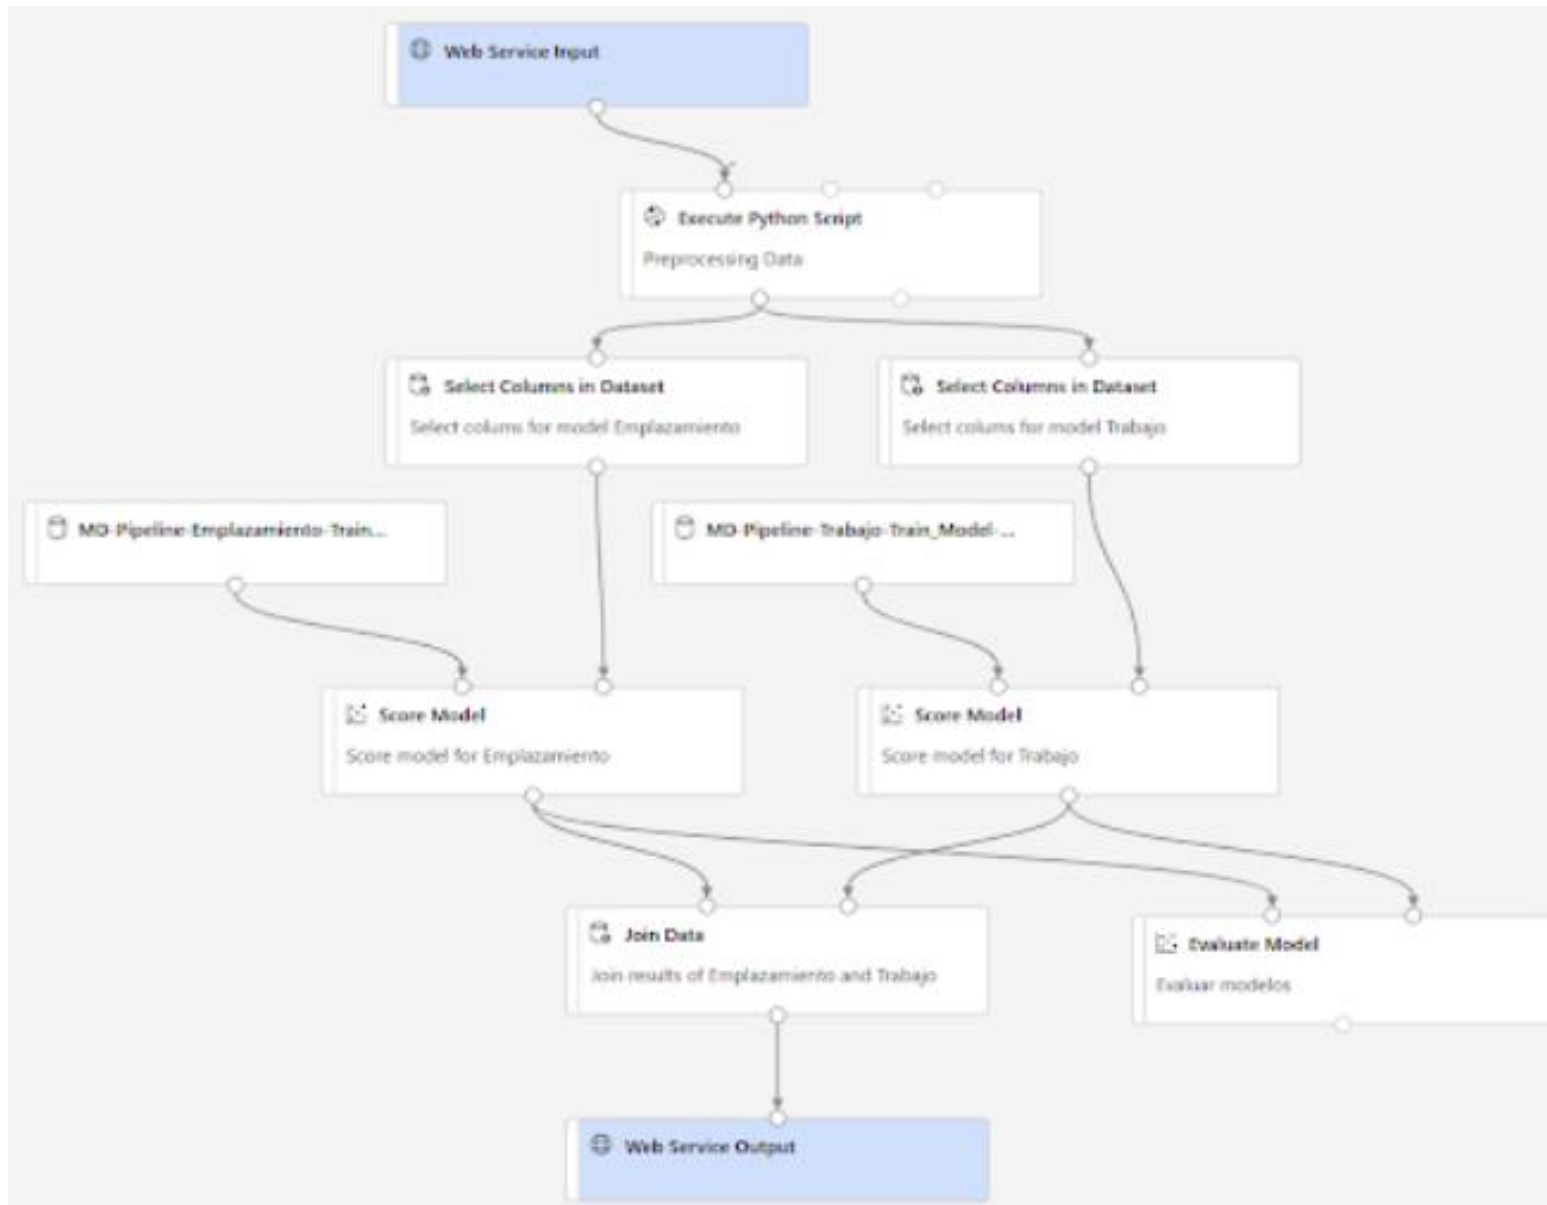 Web Service Input
Execute Python Script
Preprocessing Data
Select Columns in Dataset
Select colums for model Emplazamiento
Select Columns in Dataset
Select colums for model Trabajo
MD-Pipeline-Emplazamiento-Train...
MD-Pipeline-Trabajo-Train_Model-...
Score Model
Score model for Emplazamiento
Score Model
Score model for Trabajo
Join Data
Join results of Emplazamiento and Trabajo
Evaluate Model
Evaluar modelos
Web Service Output